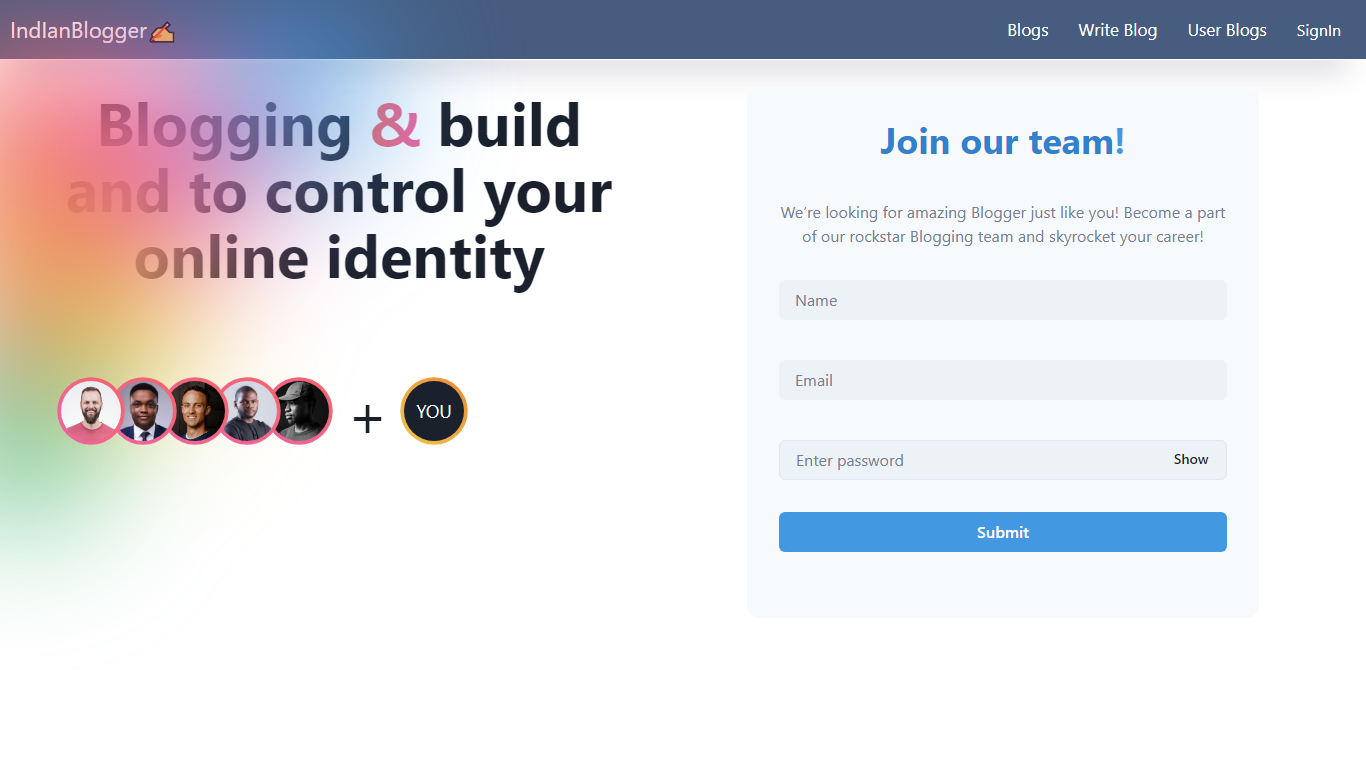 IndIanBlogger
Blogs
Write Blog
User Blogs
SignIn
Blogging & build
and to control your
online identity
+
YOU
Join our team!
We’re looking for amazing Blogger just like you! Become a part
of our rockstar Blogging team and skyrocket your career!
Name
Email
Enter password
Show
Submit